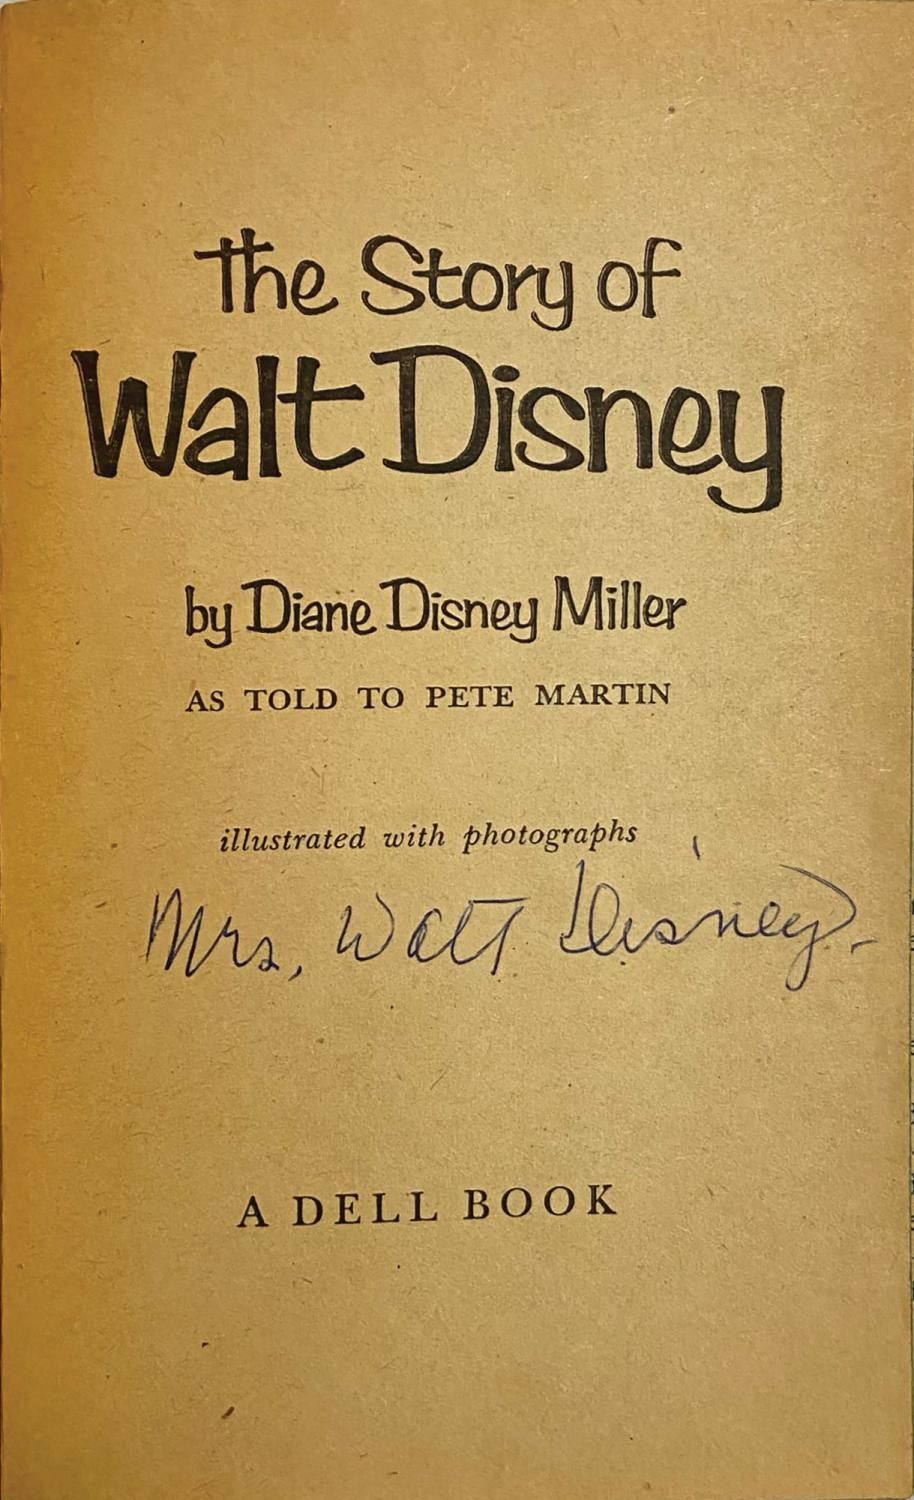 the Story of
Walt Disney
by Diane Disney Miller
AS TOLD TO PETE MARTIN
illustrated with photographs
Mrs. Walt Disney.
A DELL BOOK